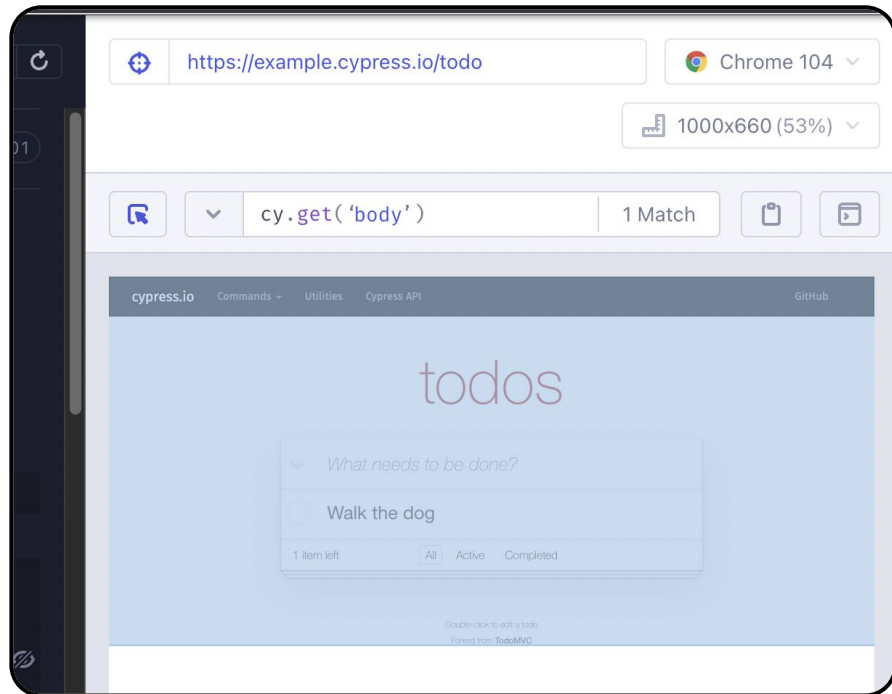 https://example.cypress.io/todo
Chrome 104
01
1000x660 (53%)
cy.get(‘body’)
1 Match
cypress.io Commands Utilities Cypress API GitHub
todos
What needs to be done?
Walk the dog
1 item left All Active Completed
Double-click to edit a todo
Forked from TodoMVC